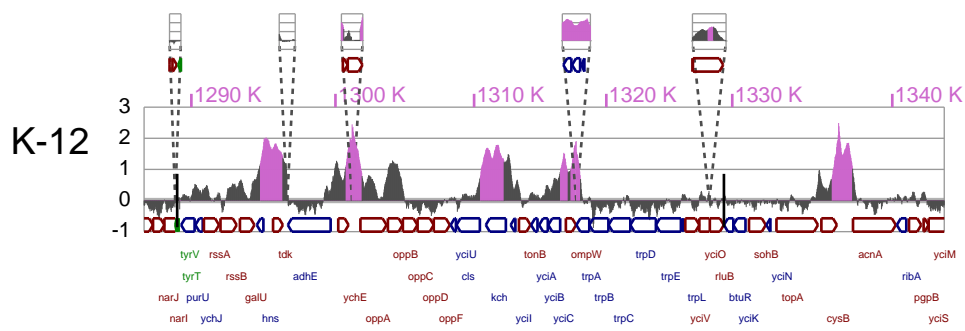 1290 K 1300 K 1310 K 1320 K 1330 K 1340 K
3
2
K-12
1
0
-1
tyrV rssA tdk oppB yciU tonB ompW trpD yciO sohB acnA yciM
tyrT rssB adhE oppC cls yciA trpA trpE rluB yciN ribA
narJ purU galU ychE oppD kch yciB trpB trpL btuR topA pgpB
narI ychJ hns oppA oppF yciI yciC trpC yciV yciK cysB yciS